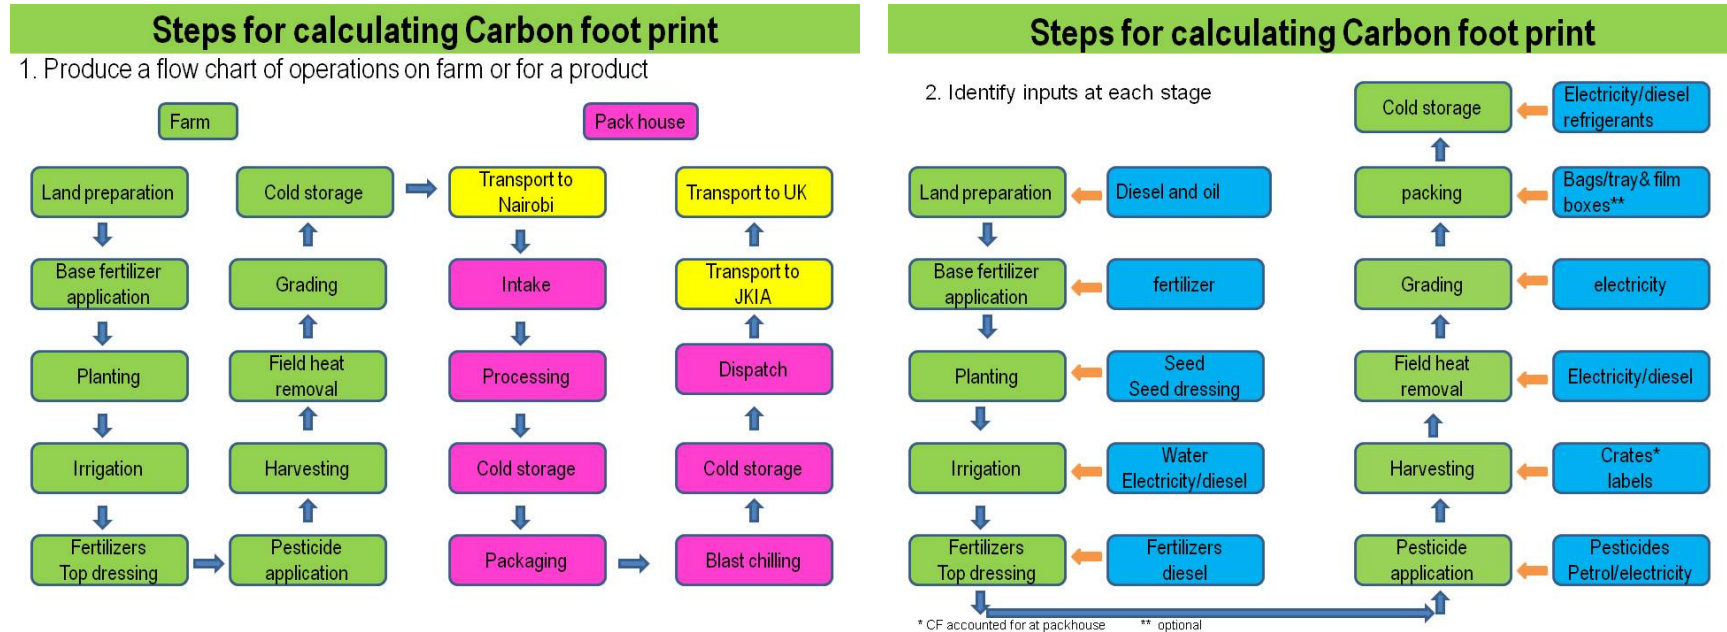 Steps for calculating Carbon foot print
1. Produce a flow chart of operations on farm or for a product
Farm
Pack house
Land preparation
Base fertilizer
application
Planting
Irrigation
Fertilizers
Top dressing
Pesticide
application
Harvesting
Field heat
removal
Grading
Cold storage
Transport to
Nairobi
Intake
Processing
Cold storage
Packaging
Blast chilling
Cold storage
Dispatch
Transport to
JKIA
Transport to UK
Steps for calculating Carbon foot print
2. Identify inputs at each stage
Land preparation
Diesel and oil
Base fertilizer
application
fertilizer
Planting
Seed
Seed dressing
Irrigation
Water
Electricity/diesel
Fertilizers
Top dressing
Fertilizers
diesel
Pesticide
application
Pesticides
Petrol/electricity
Harvesting
Crates*
labels
Field heat
removal
Electricity/diesel
Grading
electricity
packing
Bags/tray& film
boxes**
Cold storage
Electricity/diesel
refrigerants
* CF accounted for at packhouse
** optional